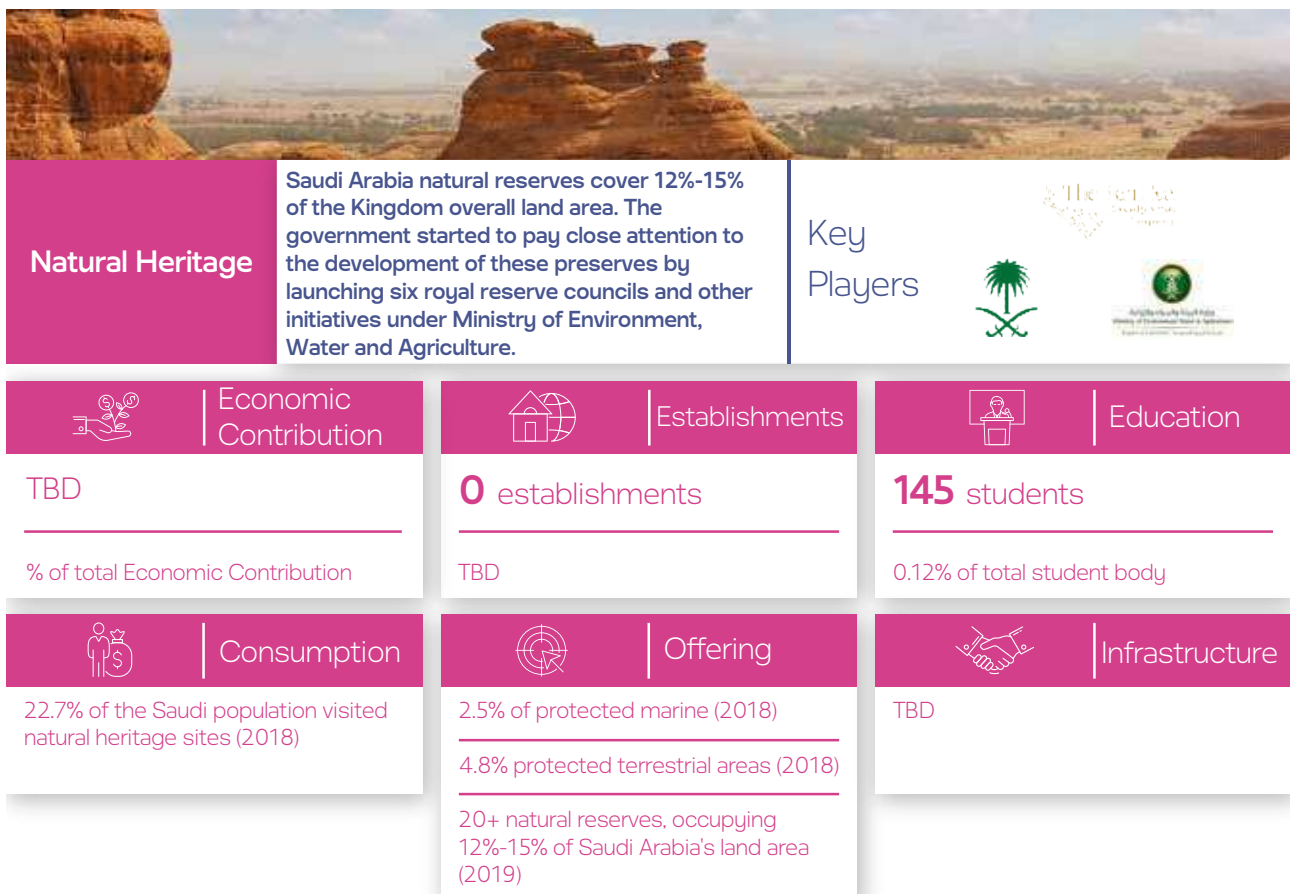 Natural Heritage
Saudi Arabia natural reserves cover 12%-15%
of the Kingdom overall land area. The
government started to pay close attention to
the development of these preserves by
launching six royal reserve councils and other
initiatives under Ministry of Environment,
Water and Agriculture.
Key
Players
The
Economic
Contribution
TBD
% of total Economic Contribution
Establishments
0 establishments
TBD
Education
145 students
0.12% of total student body
Consumption
22.7% of the Saudi population visited
natural heritage sites (2018)
Offering
2.5% of protected marine (2018)
4.8% protected terrestrial areas (2018)
20+ natural reserves, occupying
12%-15% of Saudi Arabia's land area
(2019)
Infrastructure
TBD